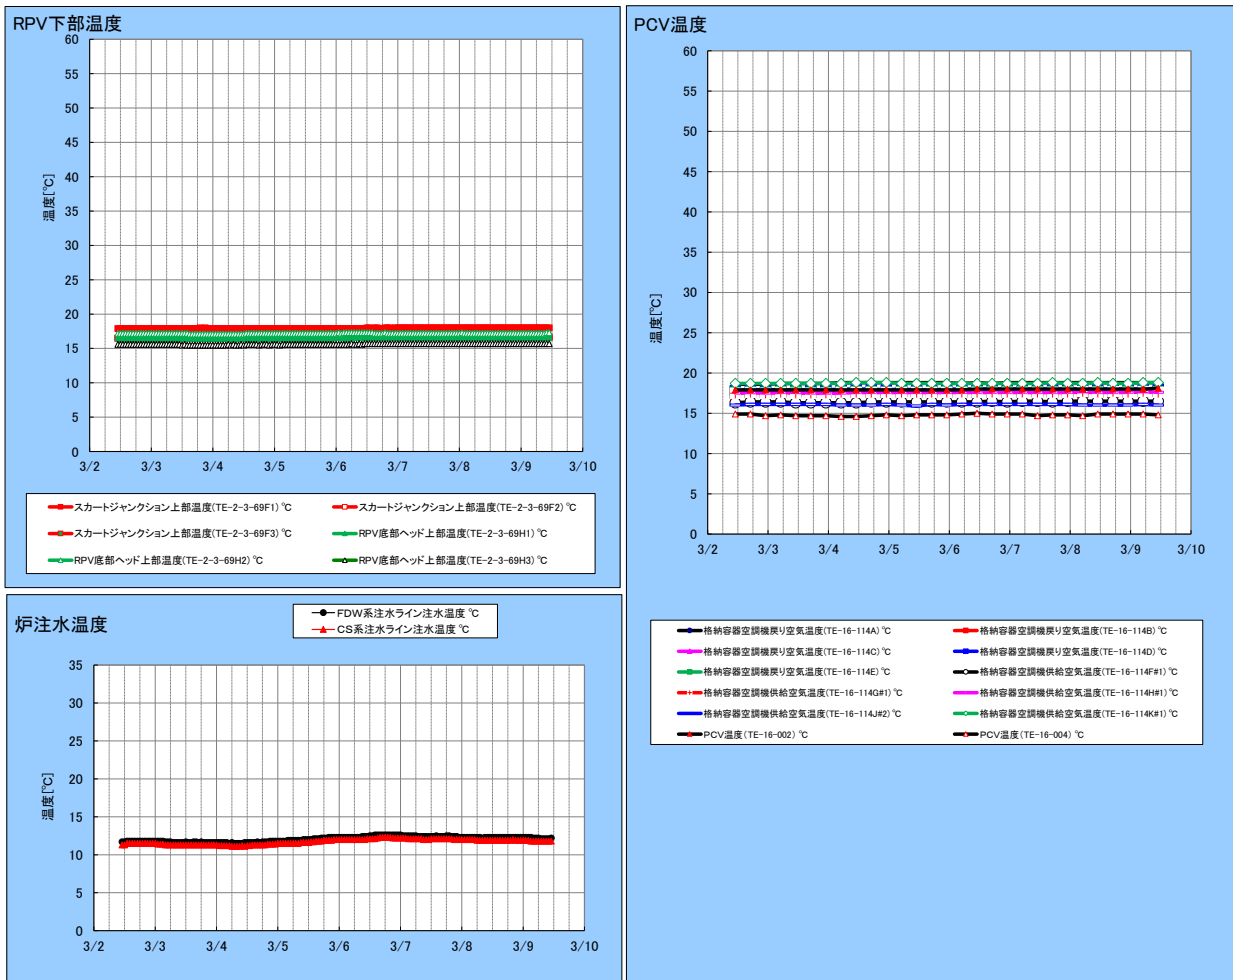 RPV下部温度
60
55
50
45
40
35
30
25
20
15
10
5
0
温度[℃]
3/2 3/3 3/4 3/5 3/6 3/7 3/8 3/9 3/10
スカートジャンクション上部温度(TE-2-3-69F1) ℃ スカートジャンクション上部温度(TE-2-3-69F2) ℃
スカートジャンクション上部温度(TE-2-3-69F3) ℃ RPV底部ヘッド上部温度(TE-2-3-69H1) ℃
RPV底部ヘッド上部温度(TE-2-3-69H2) ℃ RPV底部ヘッド上部温度(TE-2-3-69H3) ℃
炉注水温度
FDW系注水ライン注水温度 ℃
CS系注水ライン注水温度 ℃
35
30
25
20
15
10
5
0
温度[℃]
3/2 3/3 3/4 3/5 3/6 3/7 3/8 3/9 3/10
PCV温度
60
55
50
45
40
35
30
25
20
15
10
5
0
温度[℃]
3/2 3/3 3/4 3/5 3/6 3/7 3/8 3/9 3/10
格納容器空調機戻り空気温度(TE-16-114A) ℃ 格納容器空調機戻り空気温度(TE-16-114B) ℃
格納容器空調機戻り空気温度(TE-16-114C) ℃ 格納容器空調機戻り空気温度(TE-16-114D) ℃
格納容器空調機戻り空気温度(TE-16-114E) ℃ 格納容器空調機供給空気温度(TE-16-114F#1) ℃
格納容器空調機供給空気温度(TE-16-114G#1) ℃ 格納容器空調機供給空気温度(TE-16-114H#1) ℃
格納容器空調機供給空気温度(TE-16-114J#2) ℃ 格納容器空調機供給空気温度(TE-16-114K#1) ℃
PCV温度(TE-16-002) ℃ PCV温度(TE-16-004) ℃